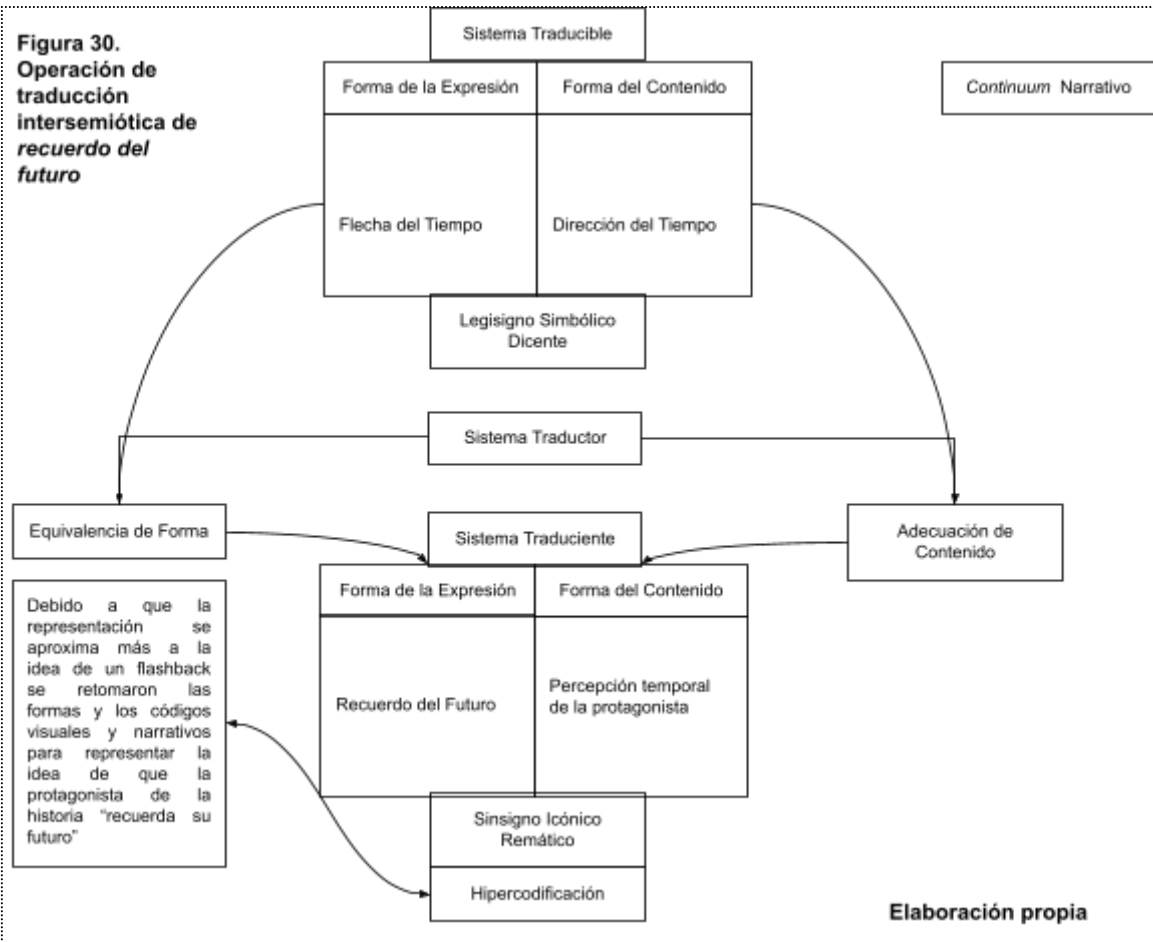 Figura 30.
Operación de
traducción
intersemiótica de
recuerdo del
futuro
Sistema Traducible
Forma de la Expresión
Forma del Contenido
Continuum Narrativo
Flecha del Tiempo
Dirección del Tiempo
Legisigno Simbólico
Dicente
Sistema Traductor
Equivalencia de Forma
Sistema Traduciente
Adecuación de
Contenido
Forma de la Expresión
Forma del Contenido
Debido a que la
representación se
aproxima más a la
idea de un flashback
se retomaron las
formas y los códigos
visuales y narrativos
para representar la
idea de que la
protagonista de la
historia “recuerda su
futuro”
Recuerdo del Futuro
Percepción temporal
de la protagonista
Sinsigno Icónico
Remático
Hipercodificación
Elaboración propia